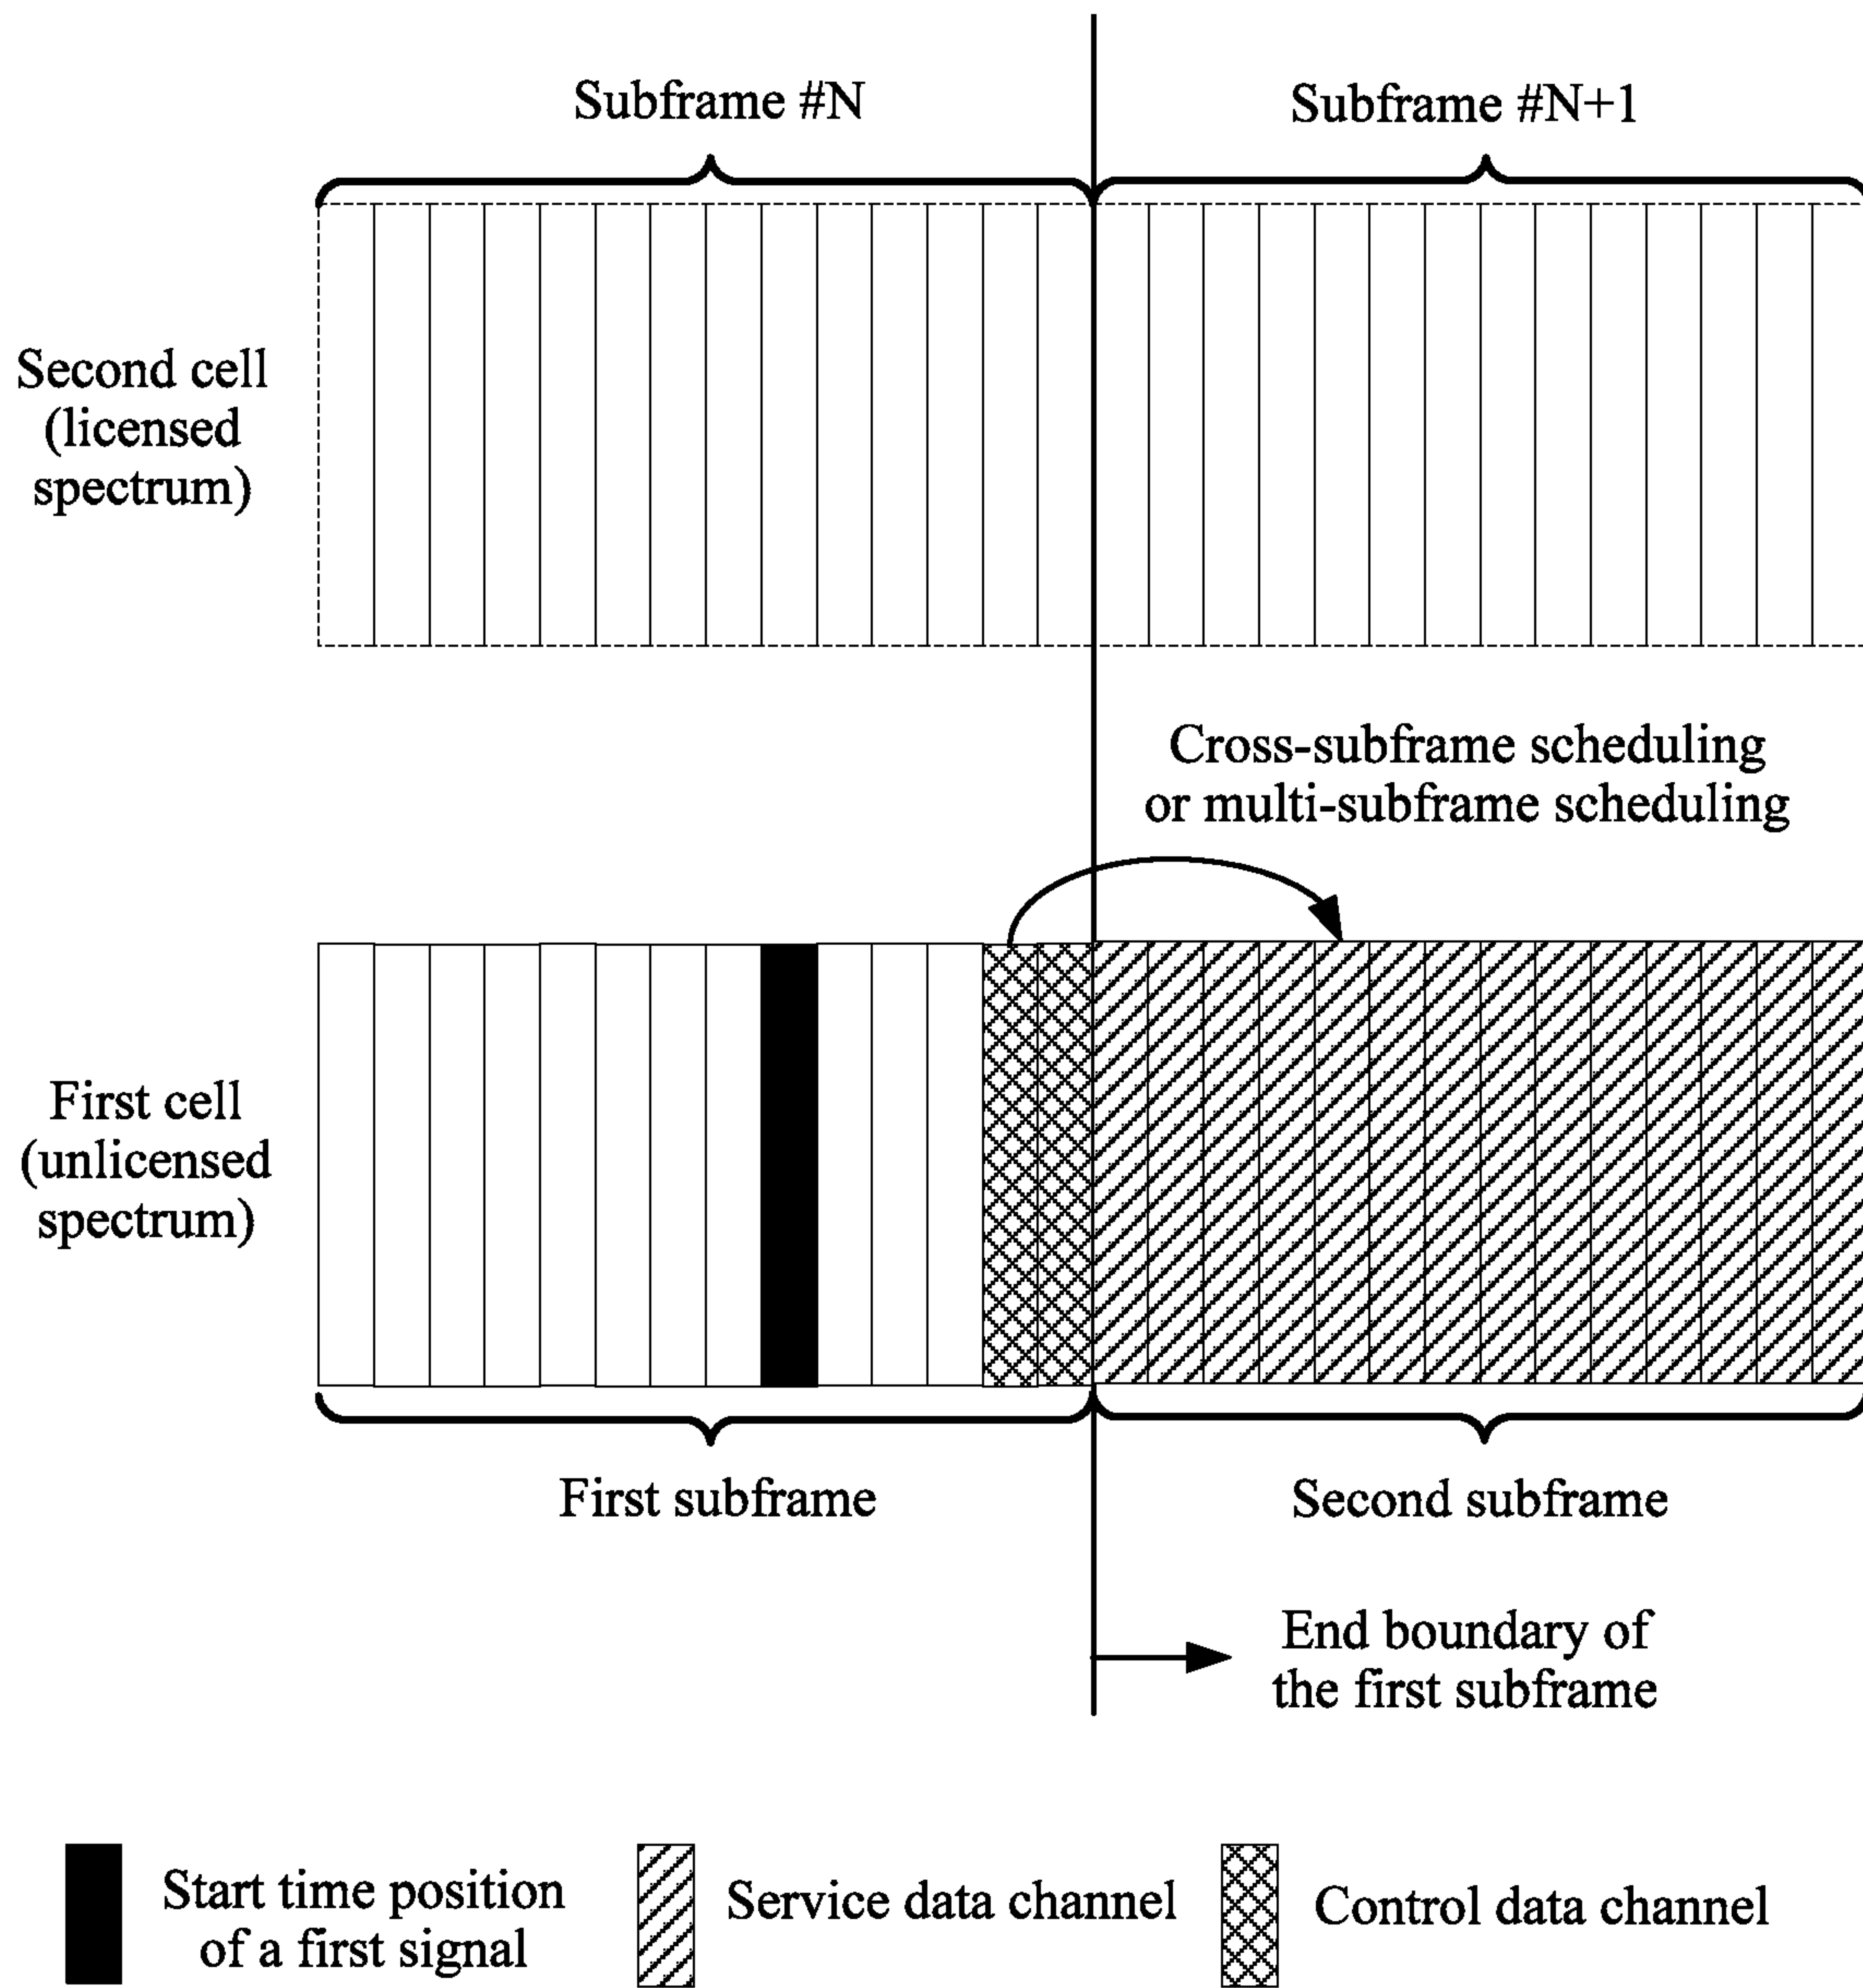 Subframe #N
Subframe #N+1
Second cell
(licensed
spectrum)
Cross-subframe scheduling
or multi-subframe scheduling
First cell
(unlicensed
spectrum)
First subframe
Second subframe
End boundary of
the first subframe
Start time position
of a first signal
Service data channel
Control data channel